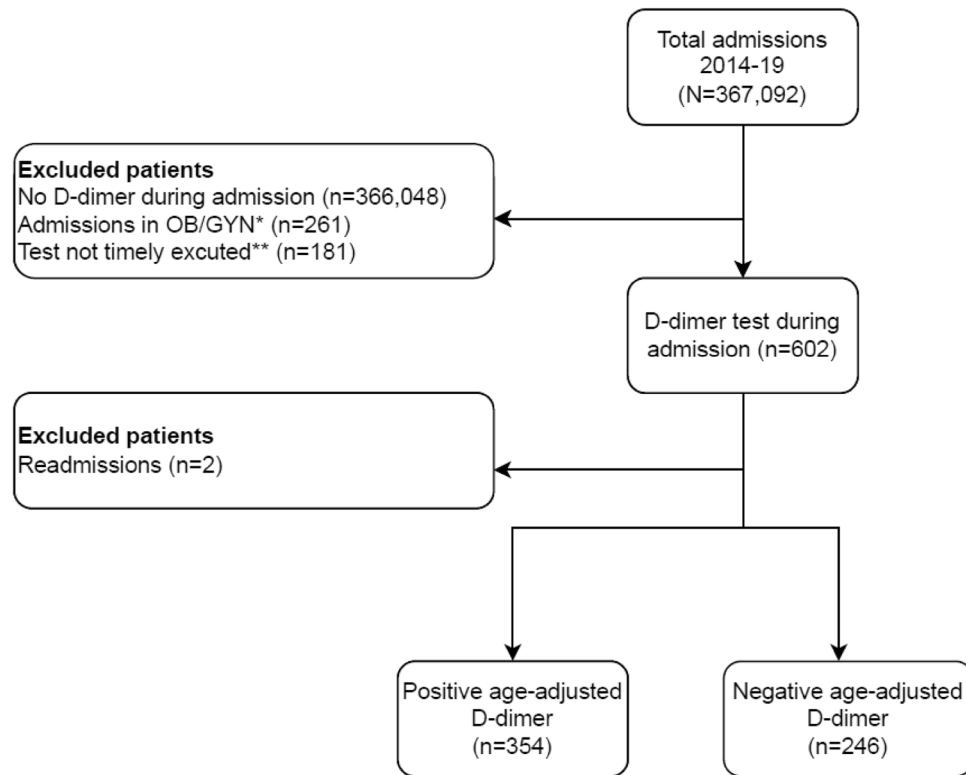 Total admissions
2014-19
(N=367,092)
Excluded patients
No D-dimer during admission (n=366,048)
Admissions in OB/GYN* (n=261)
Test not timely excuted** (n=181)
D-dimer test during
admission (n=602)
Excluded patients
Readmissions (n=2)
Positive age-adjusted
D-dimer
(n=354)
Negative age-adjusted
D-dimer
(n=246)